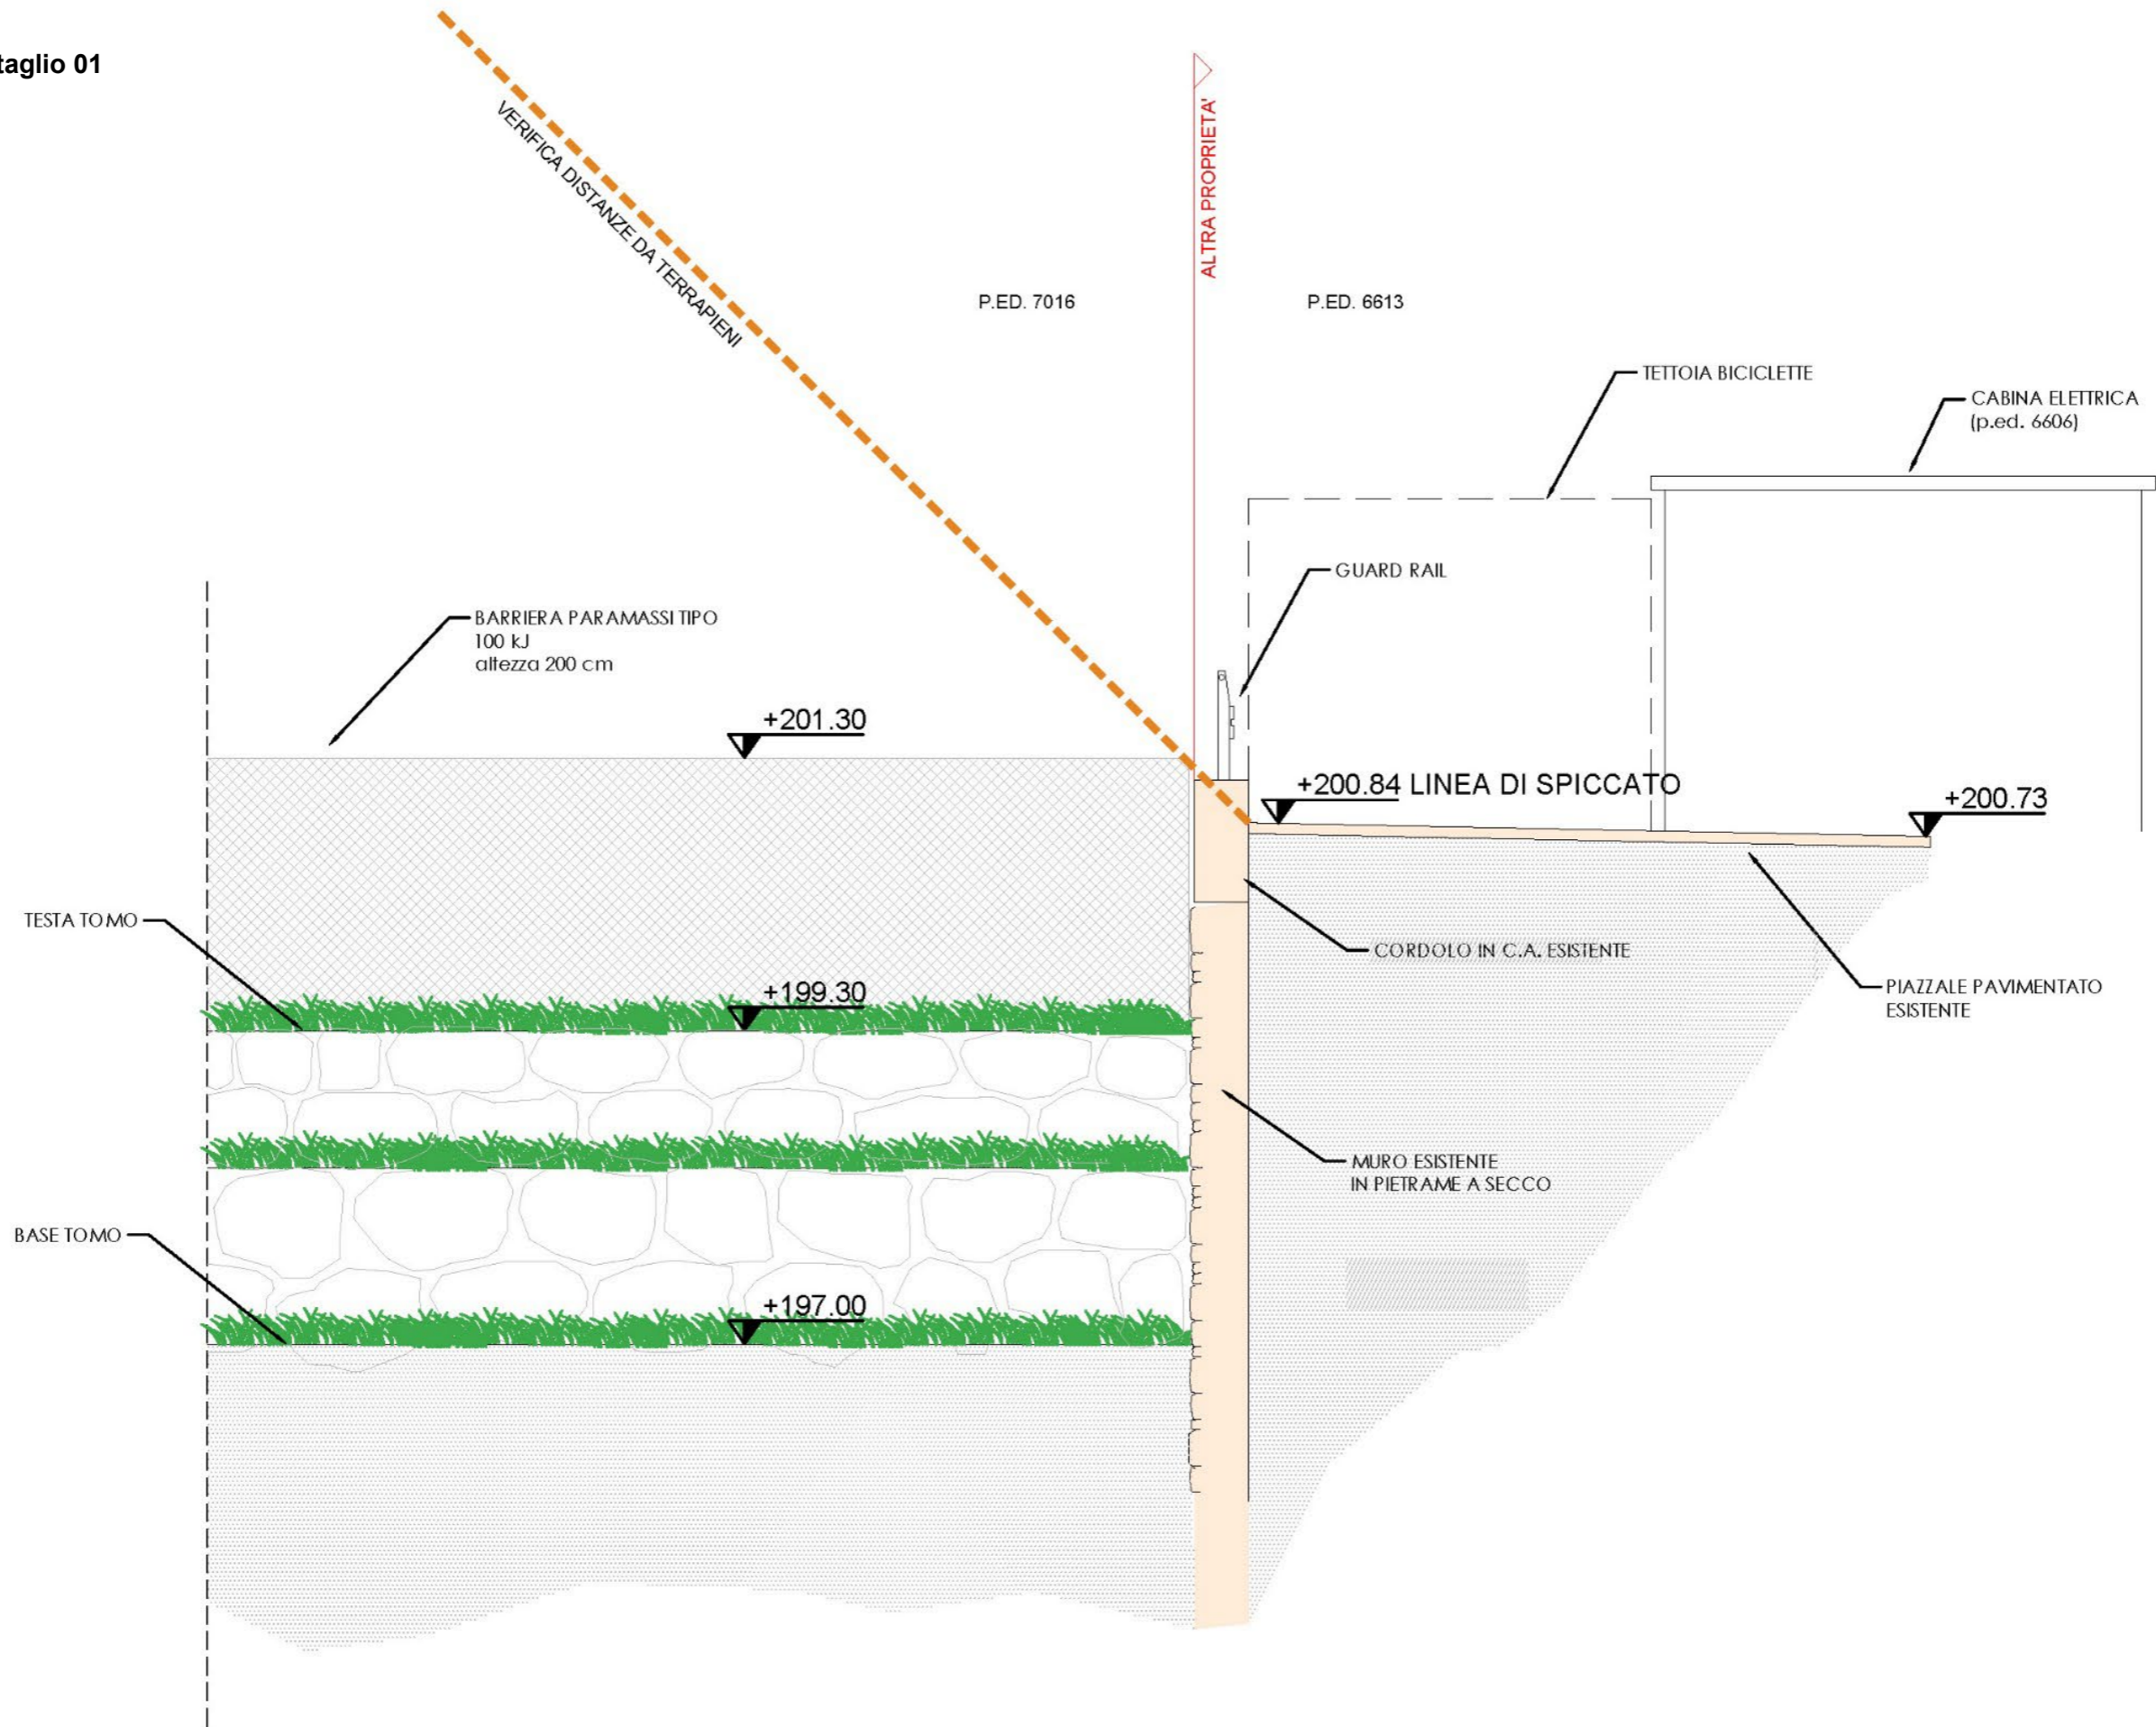 taglio 01
VERIFICA DISTANZE DA TERRAPIENI
ALTRA PROPRIETA'
P.ED. 7016
P.ED. 6613
TETTOIA BICICLETTE
CABINA ELETTRICA
(p.ed. 6606)
GUARD RAIL
BARRIERA PARAMASSI TIPO
100 kJ
altezza 200 cm
+201.30
+200.84 LINEA DI SPICCATO
+200.73
TESTA TOMO
CORDOLO IN C.A. ESISTENTE
+199.30
PIAZZALE PAVIMENTATO
ESISTENTE
MURO ESISTENTE
IN PIETRAME A SECCO
BASE TOMO
+197.00